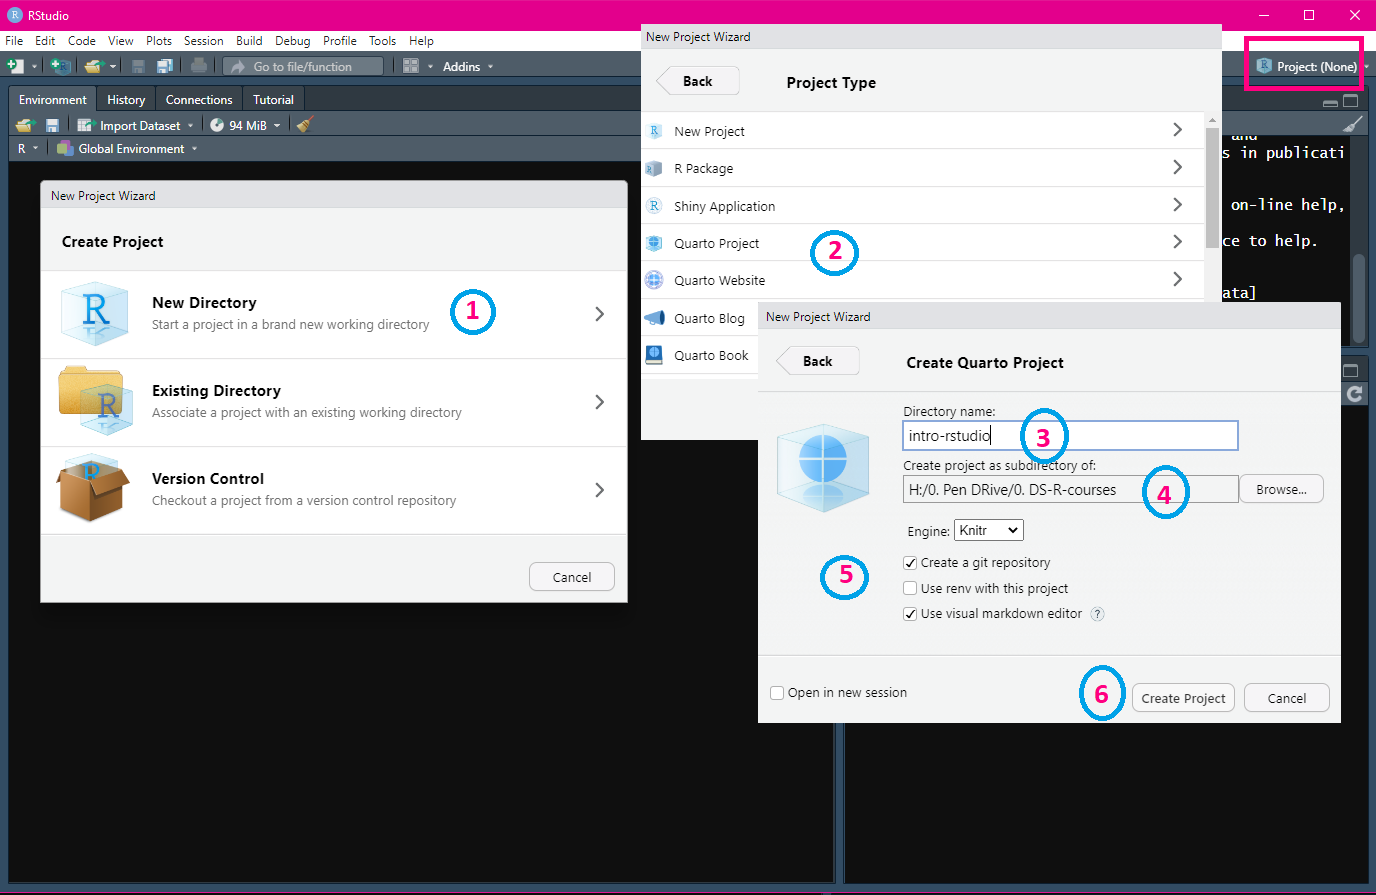 RStudio
File Edit Code View Plots Session Build Debug Profile Tools Help
Go to file/function
Addins
Project: (None)
Environment History Connections Tutorial
Import Dataset
94 MiB
R
Global Environment
New Project Wizard
Create Project
New Directory
Start a project in a brand new working directory
1
Existing Directory
Associate a project with an existing working directory
Version Control
Checkout a project from a version control repository
Cancel
New Project Wizard
Back
Project Type
New Project
R Package
Shiny Application
Quarto Project
2
Quarto Website
Quarto Blog
Quarto Book
and
s in publicati
on-line help,
ce to help.
ata]
New Project Wizard
Back
Create Quarto Project
Directory name:
intro-rstudio
3
Create project as subdirectory of:
H:/0. Pen DRive/0. DS-R-courses
4
Browse...
Engine: Knitr
5
Create a git repository
Use renv with this project
Use visual markdown editor ?
Open in new session
6
Create Project
Cancel